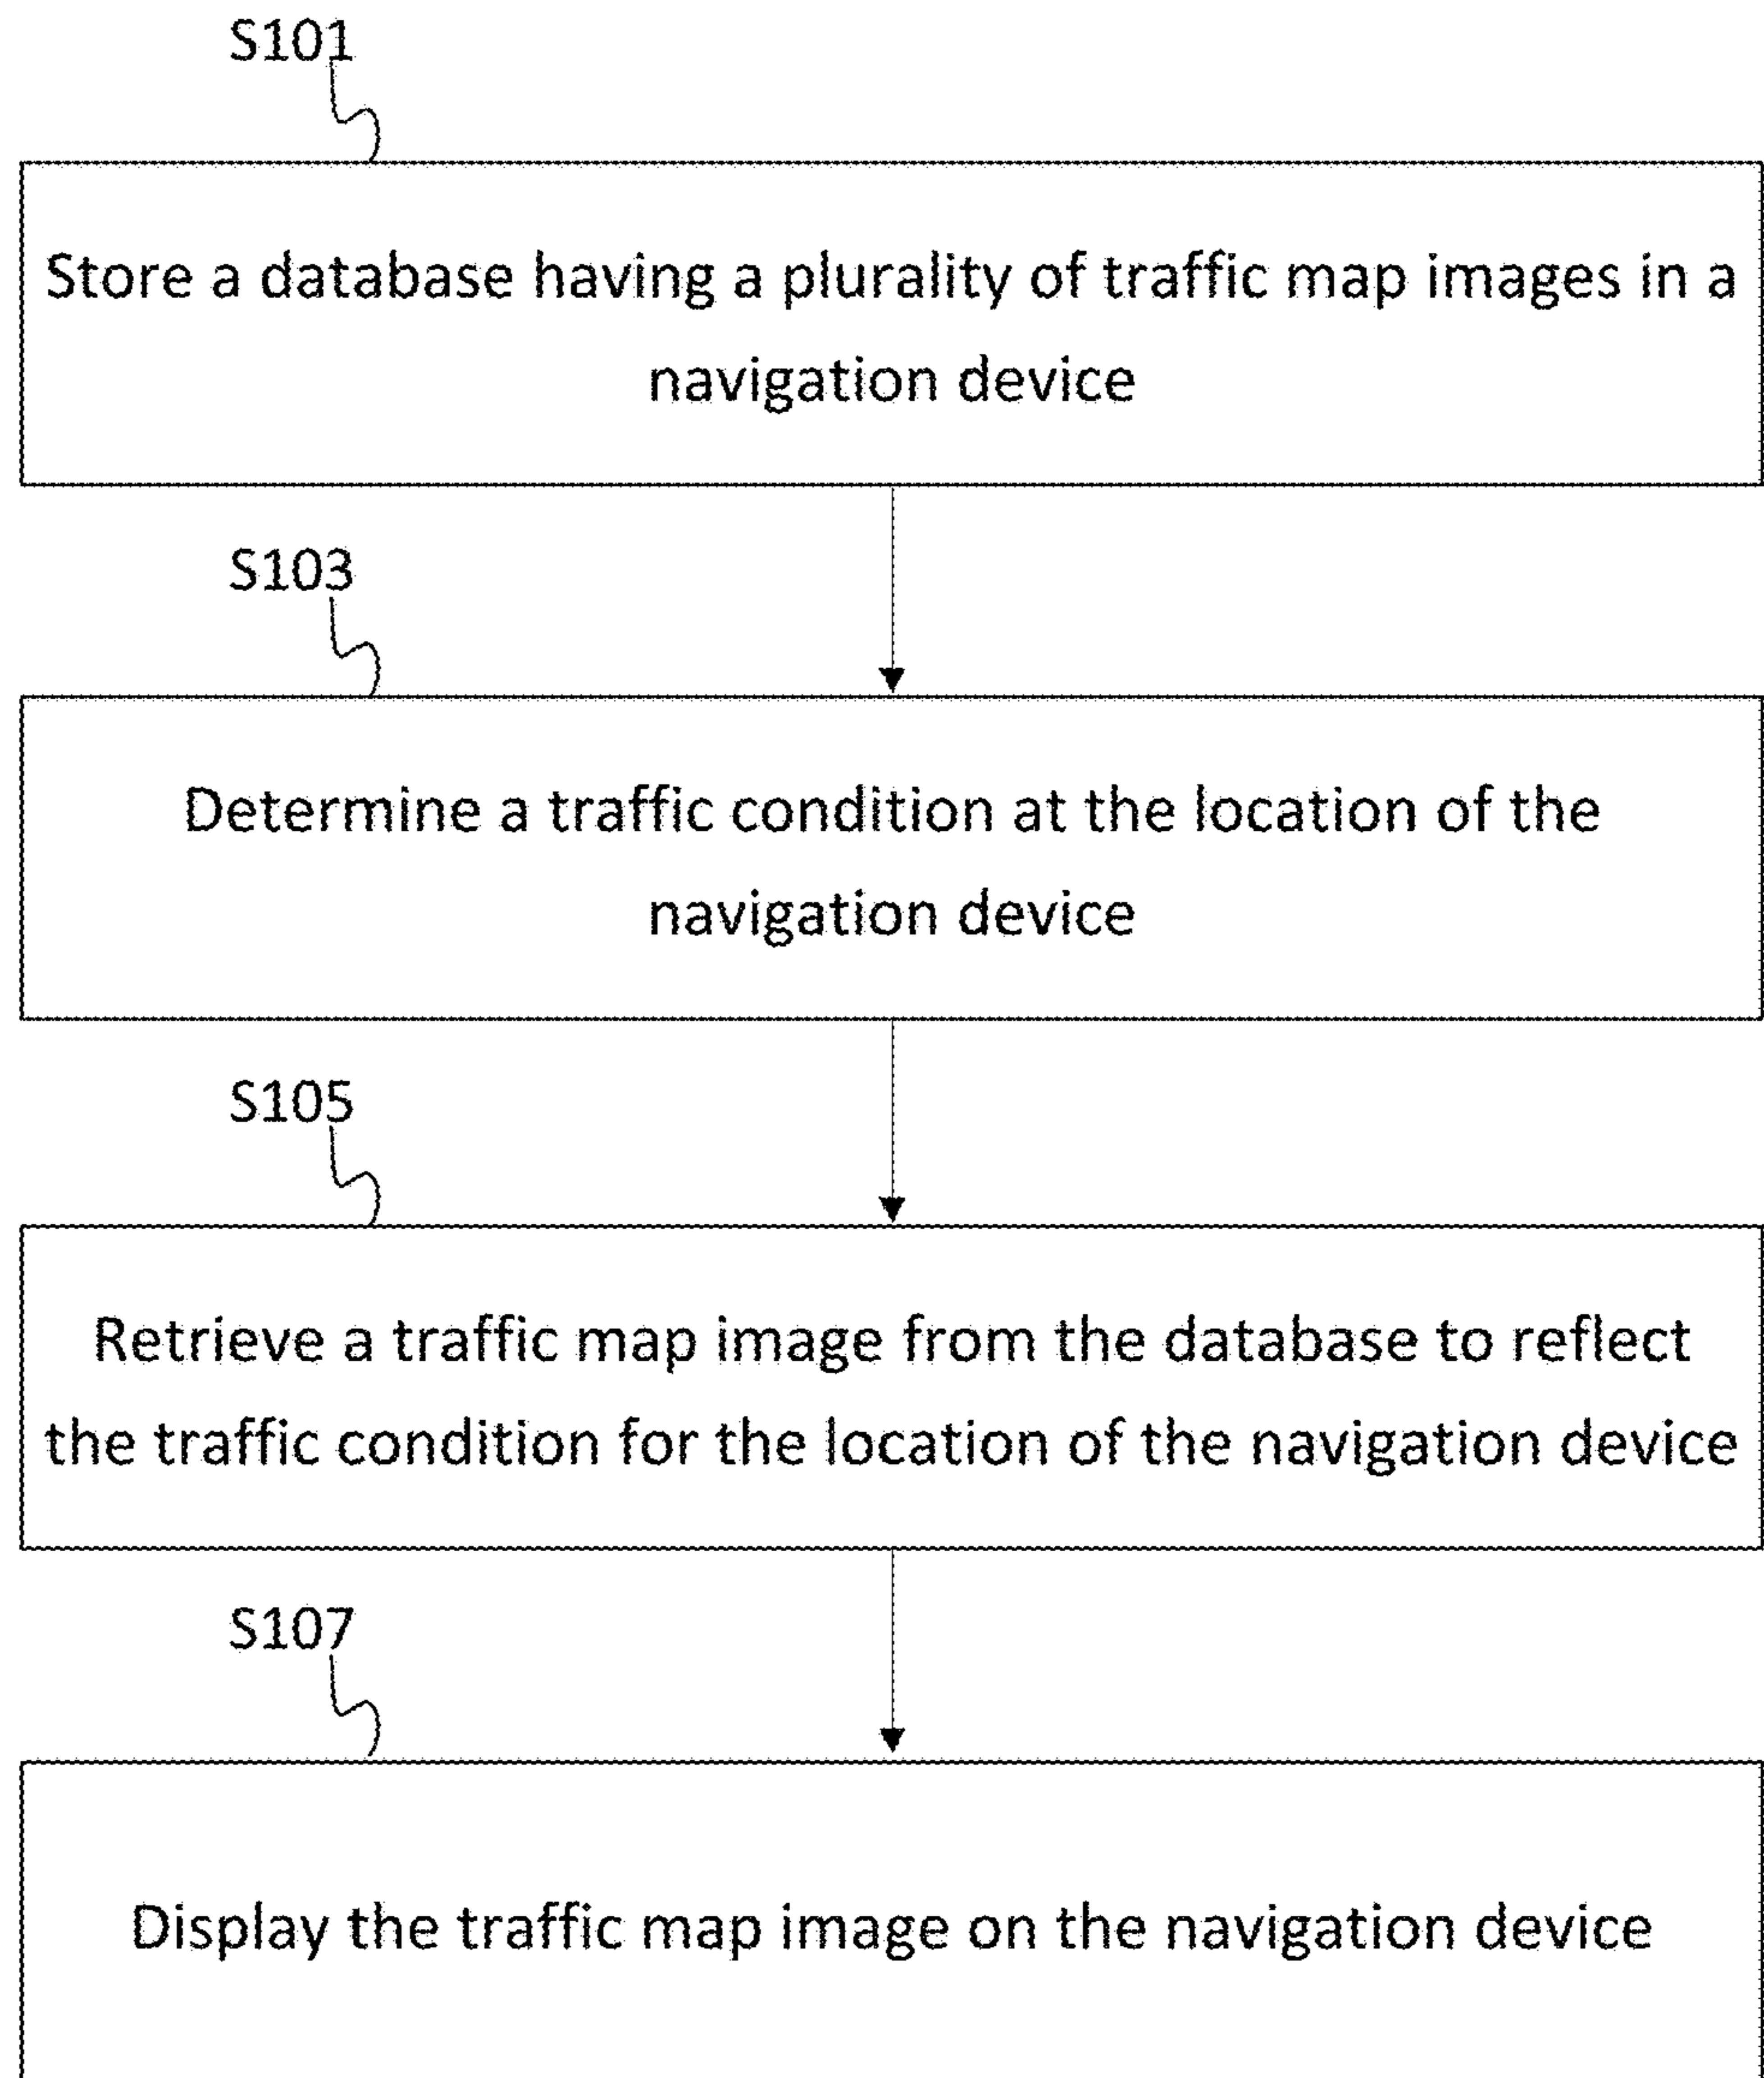 S101
Store a database having a plurality of traffic map images in a
navigation device
S103
Determine a traffic condition at the location of the
navigation device
S105
Retrieve a traffic map image from the database to reflect
the traffic condition for the location of the navigation device
S107
Display the traffic map image on the navigation device